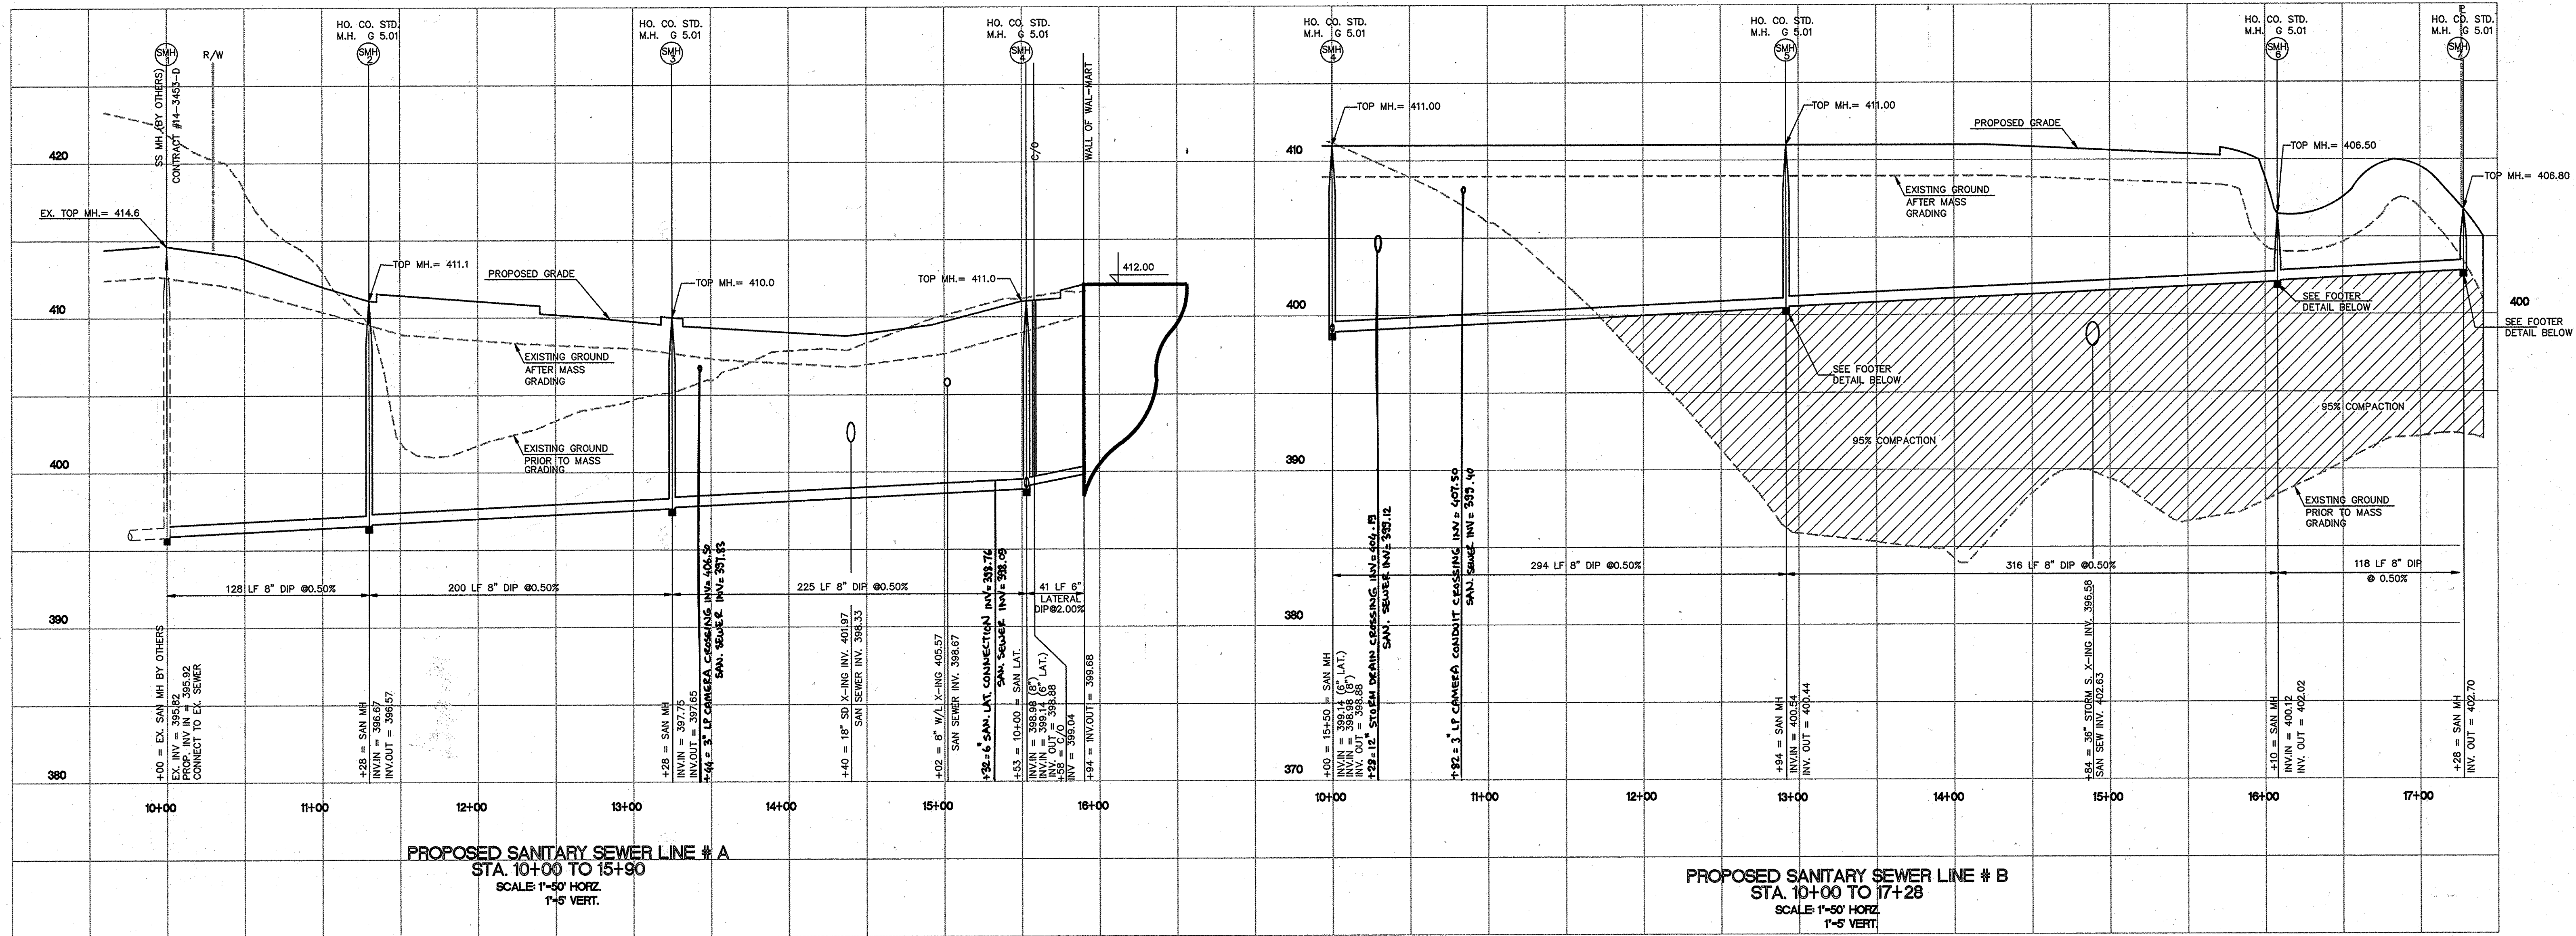 SS MH (BY OTHERS)
CONTRACT #14-3453-D
SMH
1
R/W
HO. CO. STD.
M.H. G 5.01
SMH
2
HO. CO. STD.
M.H. G 5.01
SMH
3
HO. CO. STD.
M.H. G 5.01
SMH
4
C/O
WALL OF WAL-MART
420
410
400
390
380
EX. TOP MH.= 414.6
TOP MH.= 411.1
PROPOSED GRADE
TOP MH.= 410.0
TOP MH.= 411.0
412.00
EXISTING GROUND
AFTER MASS
GRADING
EXISTING GROUND
PRIOR TO MASS
GRADING
128 LF 8" DIP @0.50%
200 LF 8" DIP @0.50%
225 LF 8" DIP @0.50%
41 LF 6"
LATERAL
DIP@2.00%
+00 = EX. SAN MH BY OTHERS
EX. INV = 395.82
PROP. INV IN = 395.92
CONNECT TO EX. SEWER
+28 = SAN MH
INV.IN = 396.67
INV.OUT = 396.57
+28 = SAN MH
INV.IN = 397.75
INV.OUT = 397.65
+44 = 3" LP CAMERA CROSSING INV= 406.50
SAN. SEWER INV= 397.83
+40 = 18" SD X-ING INV. 401.97
SAN SEWER INV. 398.33
+02 = 8" W/L X-ING 405.57
SAN SEWER INV. 398.67
+32=6" SAN. LAT. CONNECTION INV=398.76
SAN. SEWER INV= 398.09
+53 = 10+00 = SAN LAT.
INV.IN = 398.98 (8")
INV.IN = 399.14 (6" LAT.)
INV. OUT = 398.88
+58 = C/O
INV = 399.04
+94 = INV.OUT = 399.68
10+00
11+00
12+00
13+00
14+00
15+00
16+00
PROPOSED SANITARY SEWER LINE # A
STA. 10+00 TO 15+90
SCALE: 1"=50' HORZ.
1"=5' VERT.
HO. CO. STD.
M.H. G 5.01
SMH
4
HO. CO. STD.
M.H. G 5.01
SMH
5
HO. CO. STD.
M.H. G 5.01
SMH
6
HO. CO. STD.
M.H. G 5.01
SMH
7
410
400
390
380
370
400
TOP MH.= 411.00
TOP MH.= 411.00
PROPOSED GRADE
TOP MH.= 406.50
TOP MH.= 406.80
EXISTING GROUND
AFTER MASS
GRADING
SEE FOOTER
DETAIL BELOW
SEE FOOTER
DETAIL BELOW
SEE FOOTER
DETAIL BELOW
95% COMPACTION
95% COMPACTION
EXISTING GROUND
PRIOR TO MASS
GRADING
294 LF 8" DIP @0.50%
316 LF 8" DIP @0.50%
118 LF 8" DIP
@ 0.50%
+00 = 15+50 = SAN MH
INV.IN = 399.14 (6" LAT.)
INV.IN = 398.98 (8")
INV. OUT = 398.88
+28=12" STORM DRAIN CROSSING INV= 404.19
SAN. SEWER INV= 399.12
+82 = 3" LP CAMERA CONDUIT CROSSING INV= 407.50
SAN. SEWER INV = 399.40
+94 = SAN MH
INV.IN = 400.54
INV. OUT = 400.44
+84 = 36" STORM S. X-ING INV. 396.58
SAN SEW INV. 402.63
+10 = SAN MH
INV.IN = 400.12
INV. OUT = 402.02
+28 = SAN MH
INV. OUT = 402.70
10+00
11+00
12+00
13+00
14+00
15+00
16+00
17+00
PROPOSED SANITARY SEWER LINE # B
STA. 10+00 TO 17+28
SCALE: 1"=50' HORZ.
1"=5' VERT.